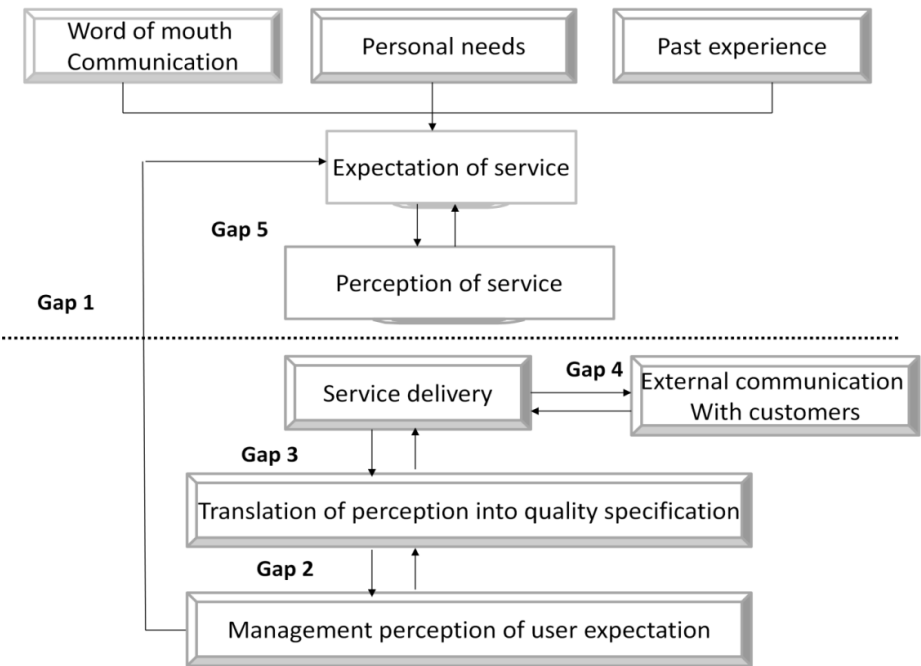 Word of mouth
Communication
Personal needs
Past experience
Expectation of service
Gap 5
Perception of service
Gap 1
Service delivery
Gap 4
External communication
With customers
Gap 3
Translation of perception into quality specification
Gap 2
Management perception of user expectation